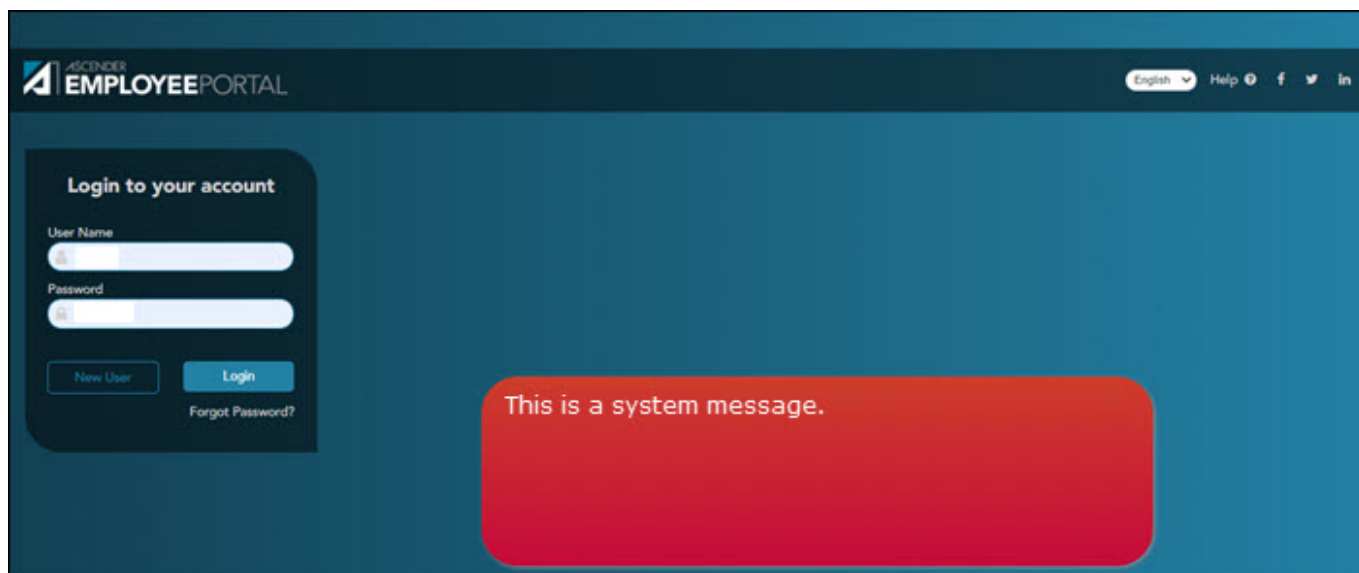 ASCENDER
EMPLOYEEPORTAL
English
Help
Login to your account
User Name
Password
New User
Login
Forgot Password?
This is a system message.